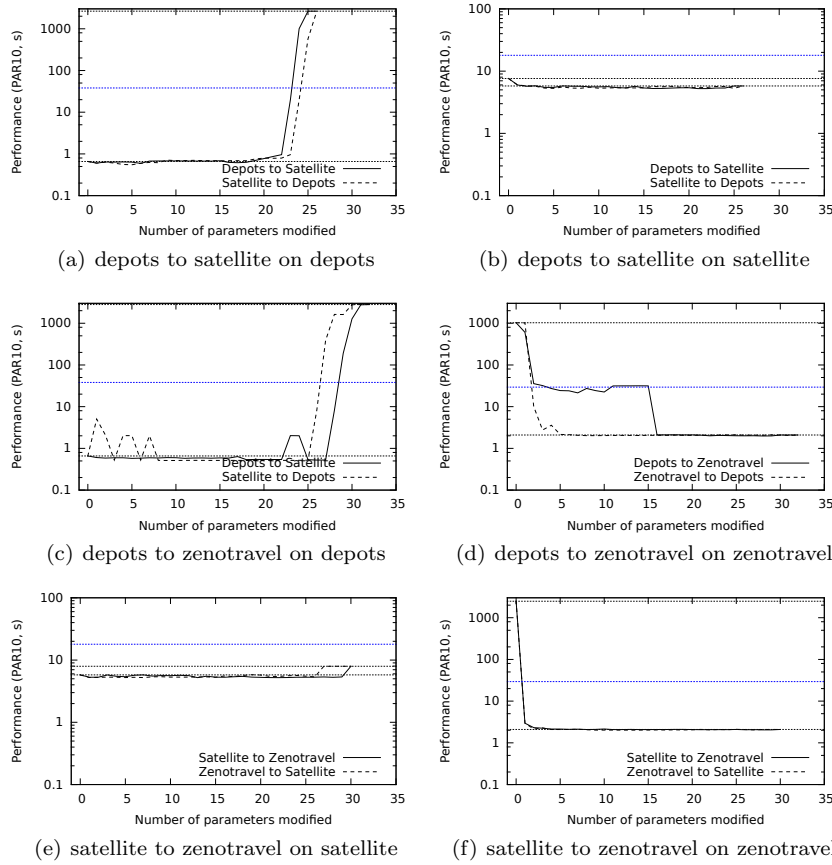 1000
100
10
1
0.1
Performance (PAR10, s)
Depots to Satellite
Satellite to Depots
0 5 10 15 20 25 30 35
Number of parameters modified
(a) depots to satellite on depots
100
10
1
0.1
Performance (PAR10, s)
Depots to Satellite
Satellite to Depots
0 5 10 15 20 25 30 35
Number of parameters modified
(b) depots to satellite on satellite
1000
100
10
1
0.1
Performance (PAR10, s)
Depots to Satellite
Satellite to Depots
0 5 10 15 20 25 30 35
Number of parameters modified
(c) depots to zenotravel on depots
1000
100
10
1
0.1
Performance (PAR10, s)
Depots to Zenotravel
Zenotravel to Depots
0 5 10 15 20 25 30 35
Number of parameters modified
(d) depots to zenotravel on zenotravel
100
10
1
0.1
Performance (PAR10, s)
Satellite to Zenotravel
Zenotravel to Satellite
0 5 10 15 20 25 30 35
Number of parameters modified
(e) satellite to zenotravel on satellite
1000
100
10
1
0.1
Performance (PAR10, s)
Satellite to Zenotravel
Zenotravel to Satellite
0 5 10 15 20 25 30 35
Number of parameters modified
(f) satellite to zenotravel on zenotravel